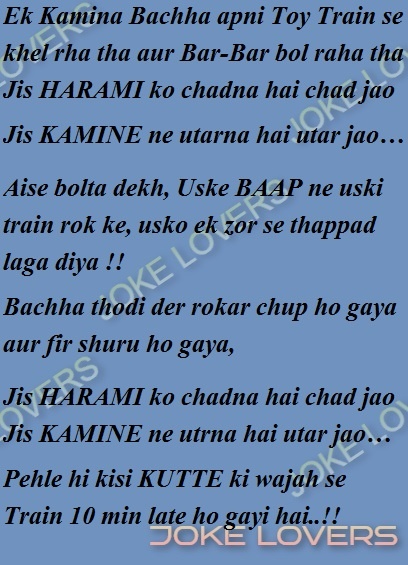 Ek Kamina Bachha apni Toy Train se
khel rha tha aur Bar-Bar bol raha tha
Jis HARAMI ko chadna hai chad jao
Jis KAMINE ne utarna hai utar jao…
Aise bolta dekh, Uske BAAP ne uski
train rok ke, usko ek zor se thappad
laga diya !!
Bachha thodi der rokar chup ho gaya
aur fir shuru ho gaya,
Jis HARAMI ko chadna hai chad jao
Jis KAMINE ne utrna hai utar jao…
Pehle hi kisi KUTTE ki wajah se
Train 10 min late ho gayi hai..!!
JOKE LOVERS